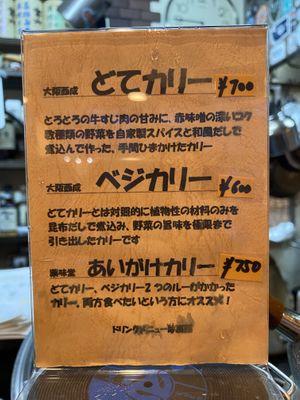 大阪西成 どてカリー ¥700
とろとろの牛すじ肉の甘みに、赤味噌の深いコク
数種類の野菜を自家製スパイスと和風だしで
煮込んで作った、手間ひまかけたカリー
大阪西成 ベジカリー ¥600
どてカリーとは対照的に植物性の材料のみを
昆布だしで煮込み、野菜の旨味を極限まで
引き出したカリーです
薬味堂 あいがけカリー ¥750
どてカリー、ベジカリー2つのルーがかかった
カリー。両方食べたいという方にオススメ!
ドリンクメニュー